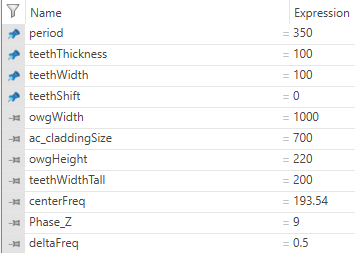 Name Expression
period = 350
teethThickness = 100
teethWidth = 100
teethShift = 0
owgWidth = 1000
ac_claddingSize = 700
owgHeight = 220
teethWidthTall = 200
centerFreq = 193.54
Phase_Z = 9
deltaFreq = 0.5